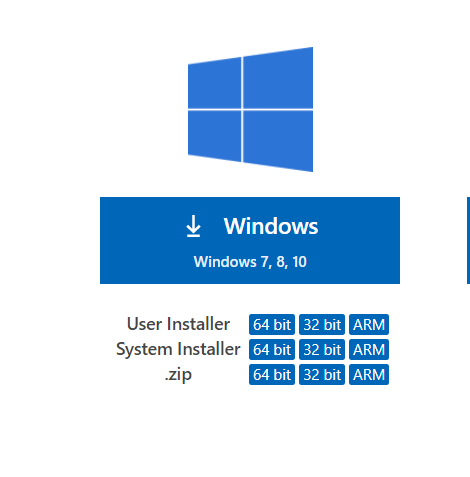 Windows
Windows 7, 8, 10
User Installer 64 bit 32 bit ARM
System Installer 64 bit 32 bit ARM
.zip 64 bit 32 bit ARM